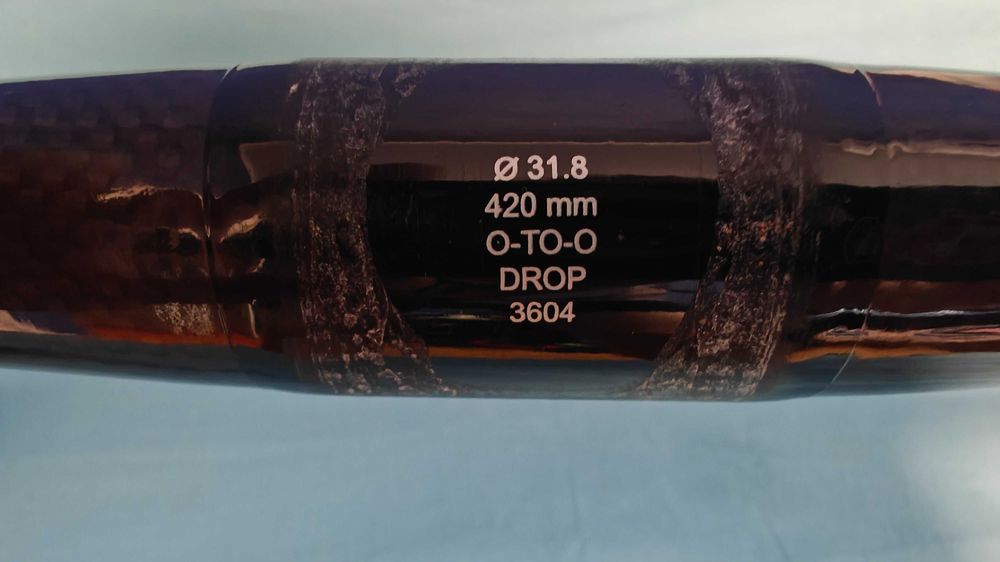 Ø 31.8
420 mm
O-TO-O
DROP
3604